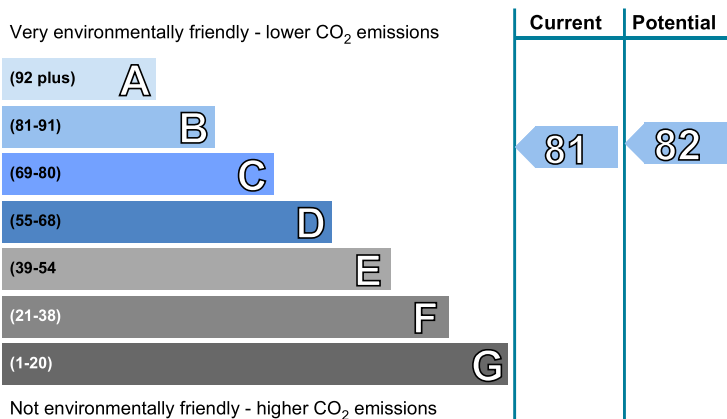 Very environmentally friendly - lower CO2 emissions
Current
Potential
(92 plus) A
(81-91) B
(69-80) C
(55-68) D
(39-54 E
(21-38) F
(1-20) G
81
82
Not environmentally friendly - higher CO2 emissions